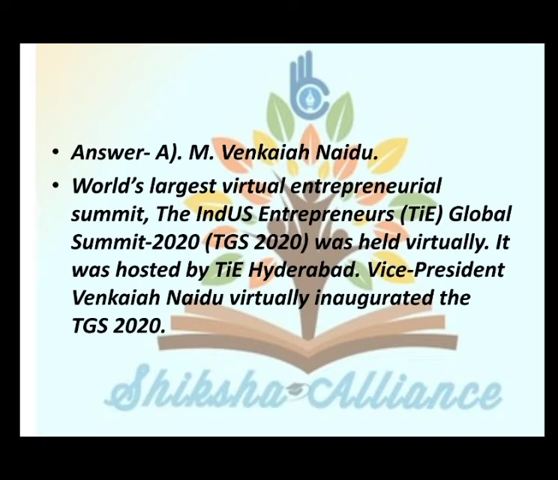 • Answer- A). M. Venkaiah Naidu.
• World's largest virtual entrepreneurial
summit, The IndUS Entrepreneurs (TiE) Global
Summit-2020 (TGS 2020) was held virtually. It
was hosted by TiE Hyderabad. Vice-President
Venkaiah Naidu virtually inaugurated the
TGS 2020.
Shiksha Alliance